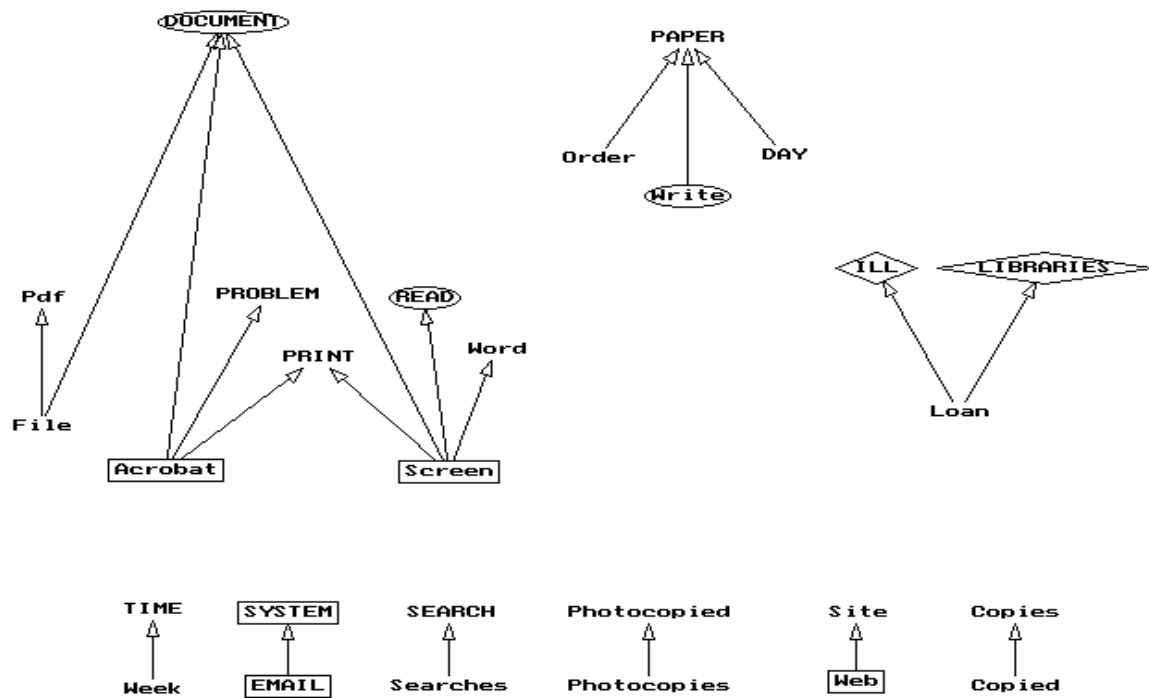 DOCUMENT
PAPER
Order
DAY
Write
ILL
LIBRARIES
Pdf
PROBLEM
READ
PRINT
Word
File
Loan
Acrobat
Screen
TIME
SYSTEM
SEARCH
Photocopied
Site
Copies
Week
EMAIL
Searches
Photocopies
Web
Copied